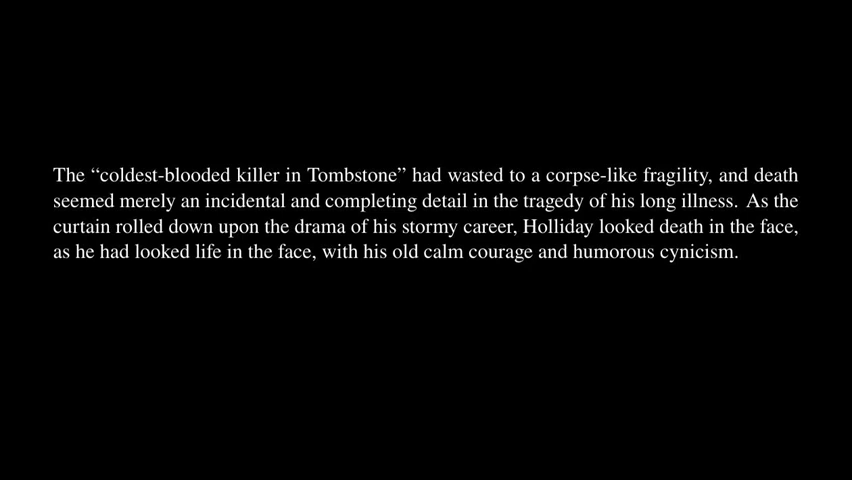 The “coldest-blooded killer in Tombstone” had wasted to a corpse-like fragility, and death
seemed merely an incidental and completing detail in the tragedy of his long illness. As the
curtain rolled down upon the drama of his stormy career, Holliday looked death in the face,
as he had looked life in the face, with his old calm courage and humorous cynicism.